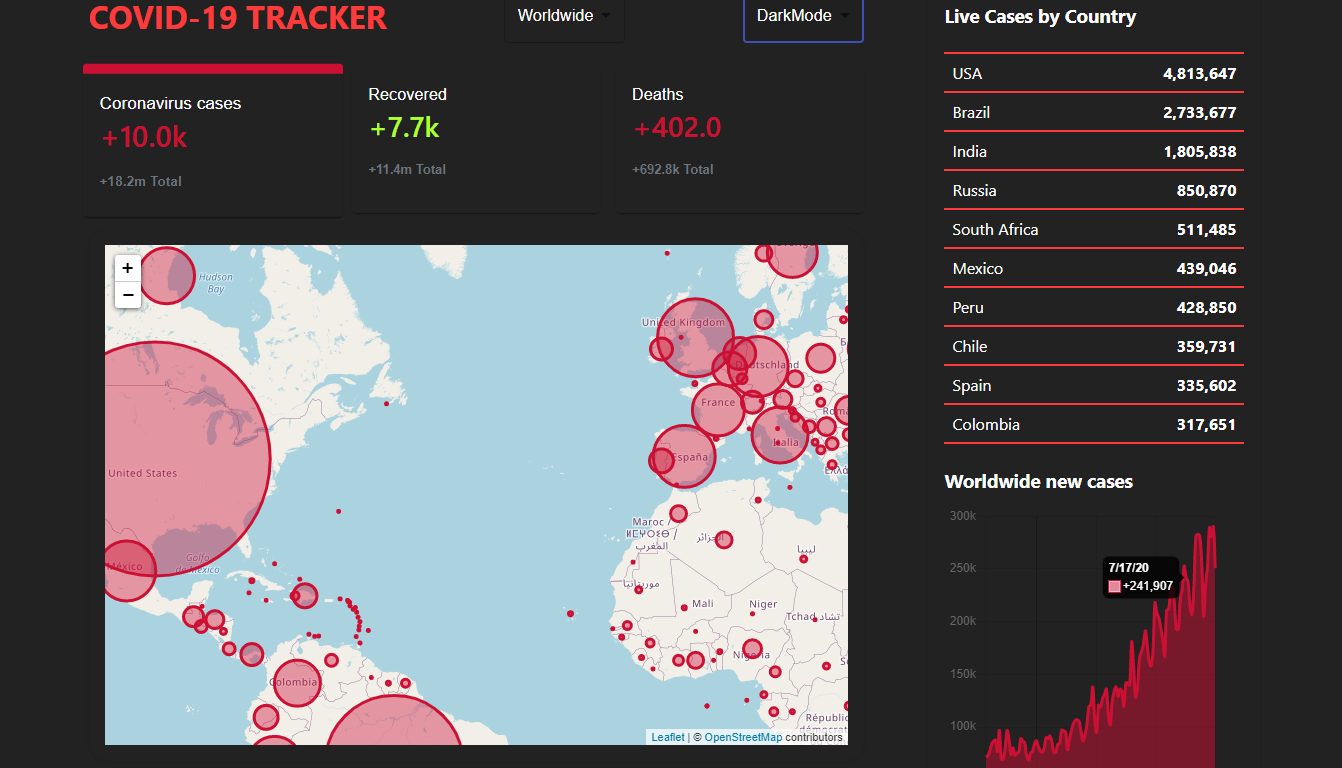 COVID-19 TRACKER
Worldwide
DarkMode
Coronavirus cases
+10.0k
+18.2m Total
Recovered
+7.7k
+11.4m Total
Deaths
+402.0
+692.8k Total
+
−
Hudson
Bay
United States
Golfo
de México
México
Colombia
United Kingdom
Deutschland
France
Italia
España
Maroc /
ⵍⵎⵖⵔⵉⴱ /
المغرب
الجزائر
ليبيا
موريتانيا
Mali
Niger
Tchad تشاد
Nigeria
Leaflet | © OpenStreetMap contributors
Live Cases by Country
USA 4,813,647
Brazil 2,733,677
India 1,805,838
Russia 850,870
South Africa 511,485
Mexico 439,046
Peru 428,850
Chile 359,731
Spain 335,602
Colombia 317,651
Worldwide new cases
300k
250k
200k
150k
100k
7/17/20
+241,907